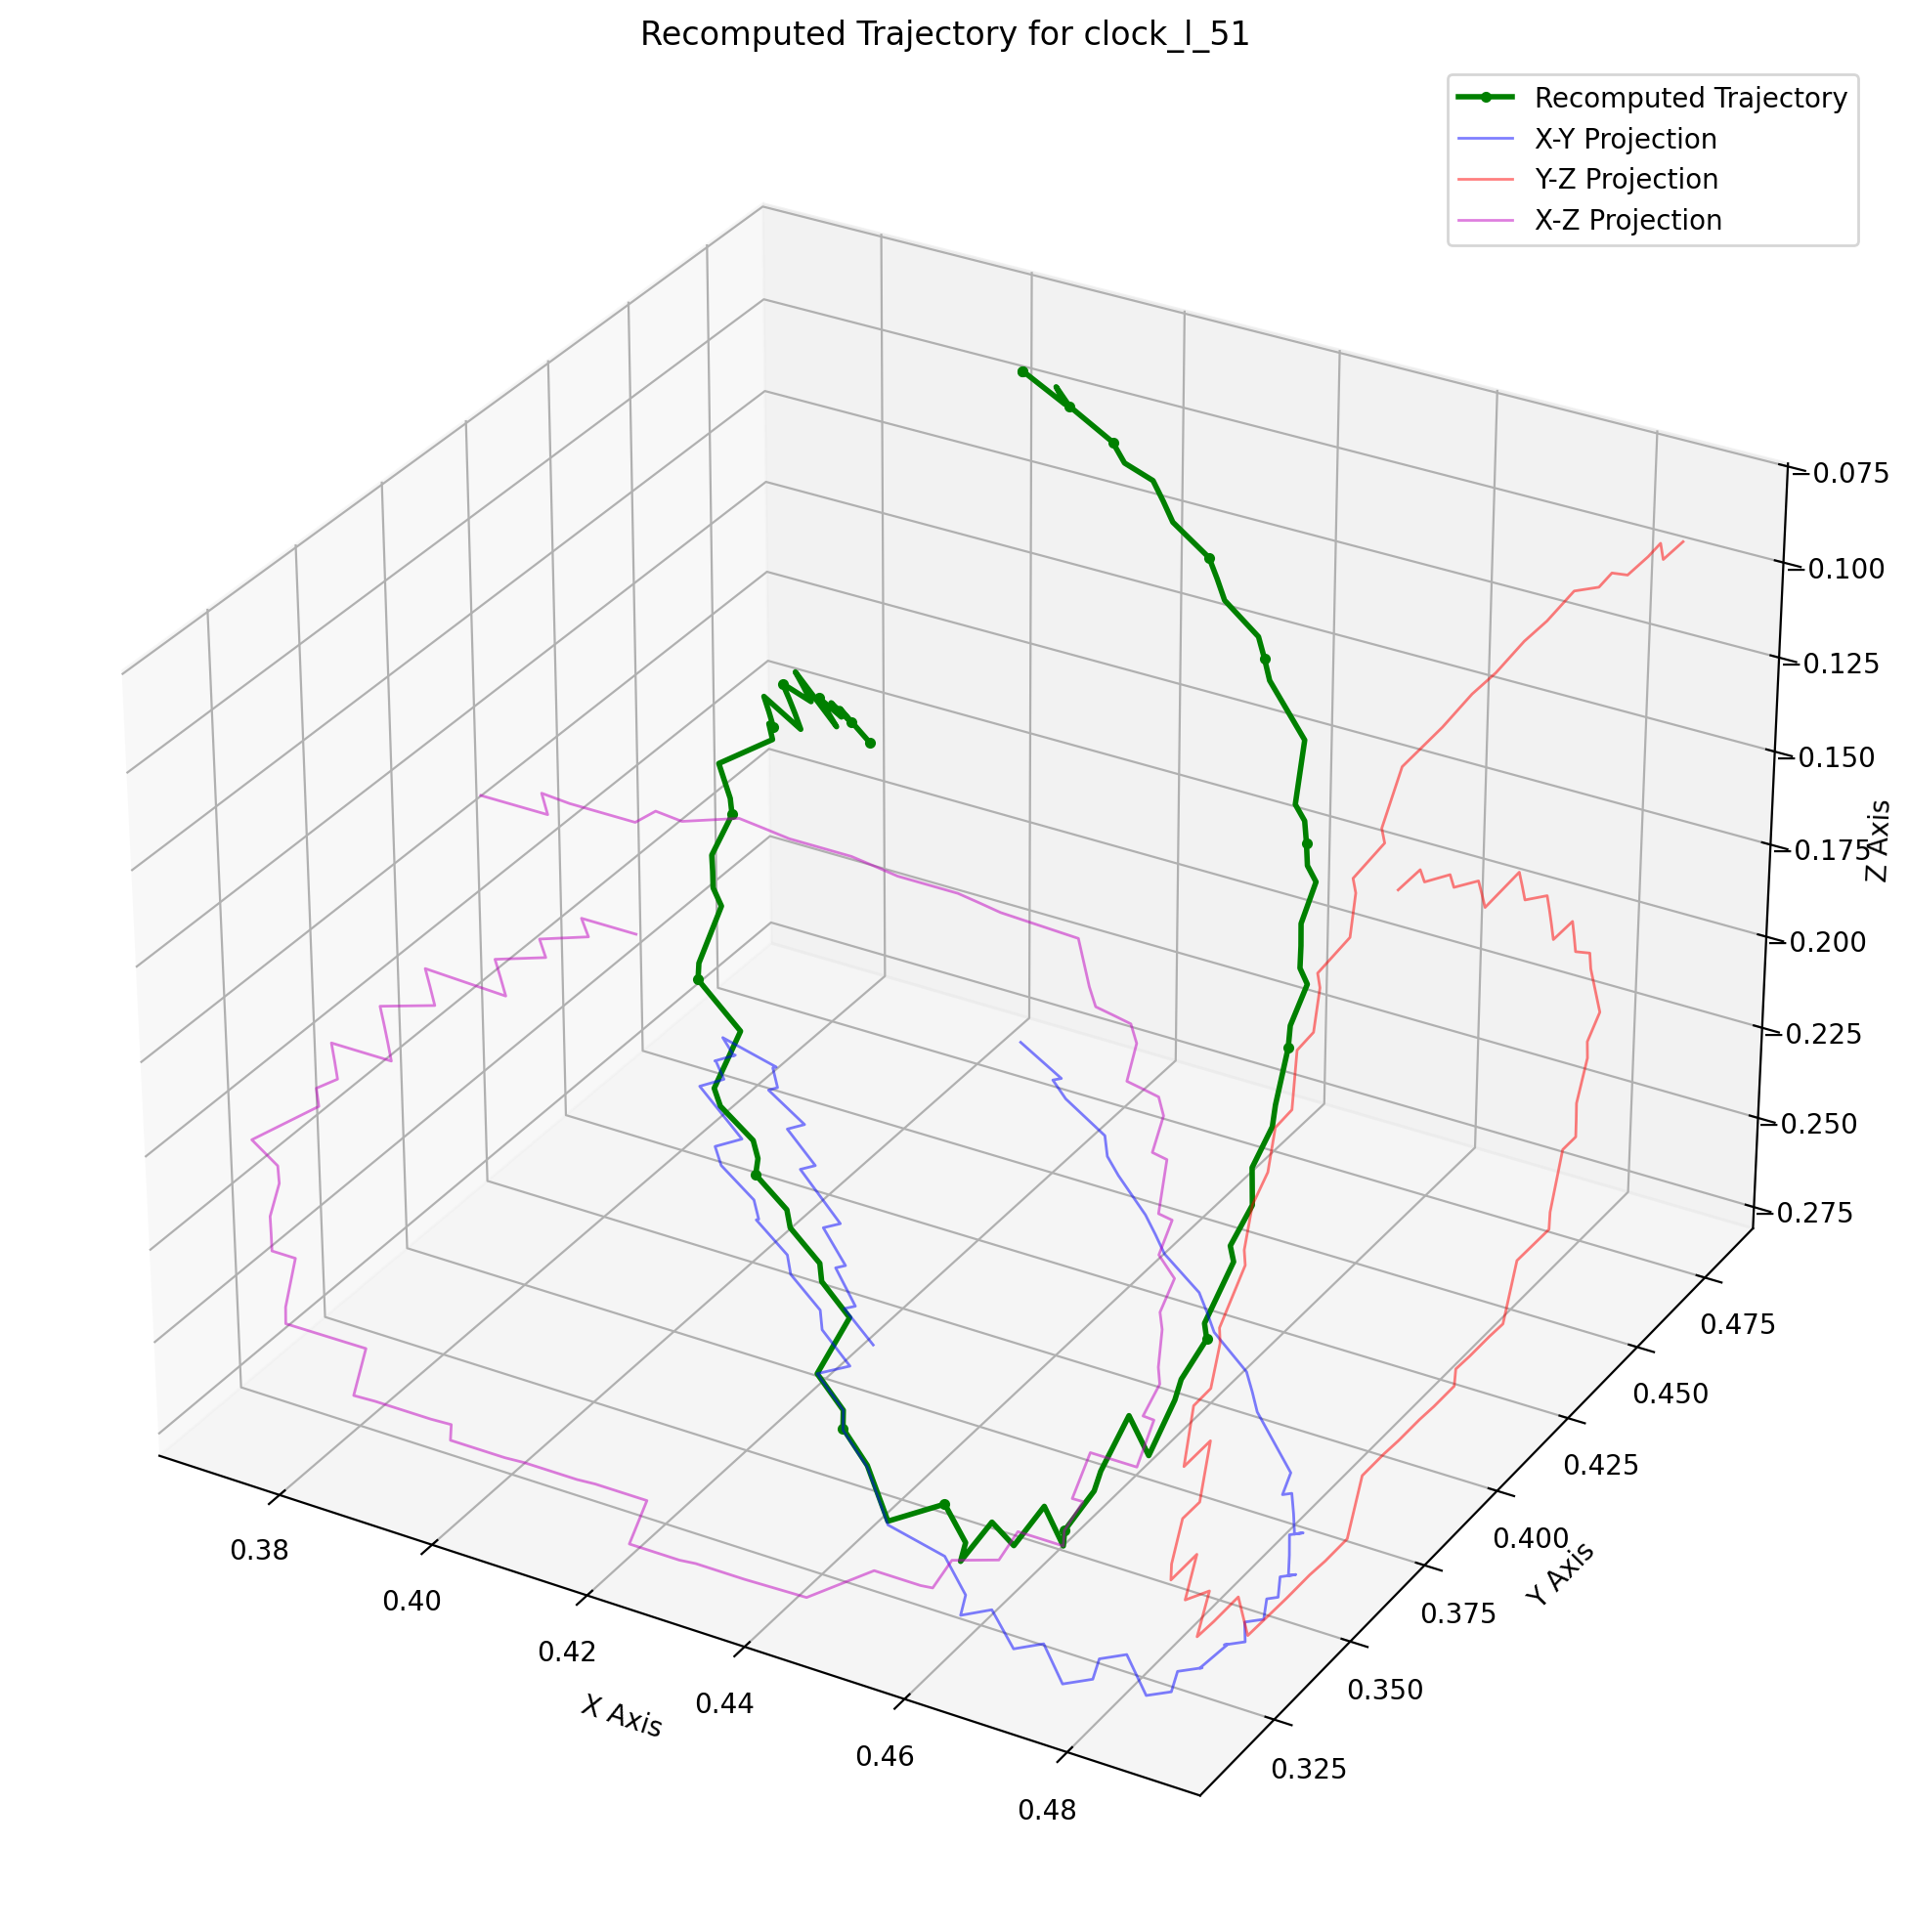 Recomputed Trajectory for clock_l_51
Recomputed Trajectory
X-Y Projection
Y-Z Projection
X-Z Projection
−0.075
−0.100
−0.125
−0.150
−0.175
−0.200
−0.225
−0.250
−0.275
Z Axis
0.475
0.450
0.425
0.400
0.375
0.350
0.325
Y Axis
0.38
0.40
0.42
0.44
0.46
0.48
X Axis